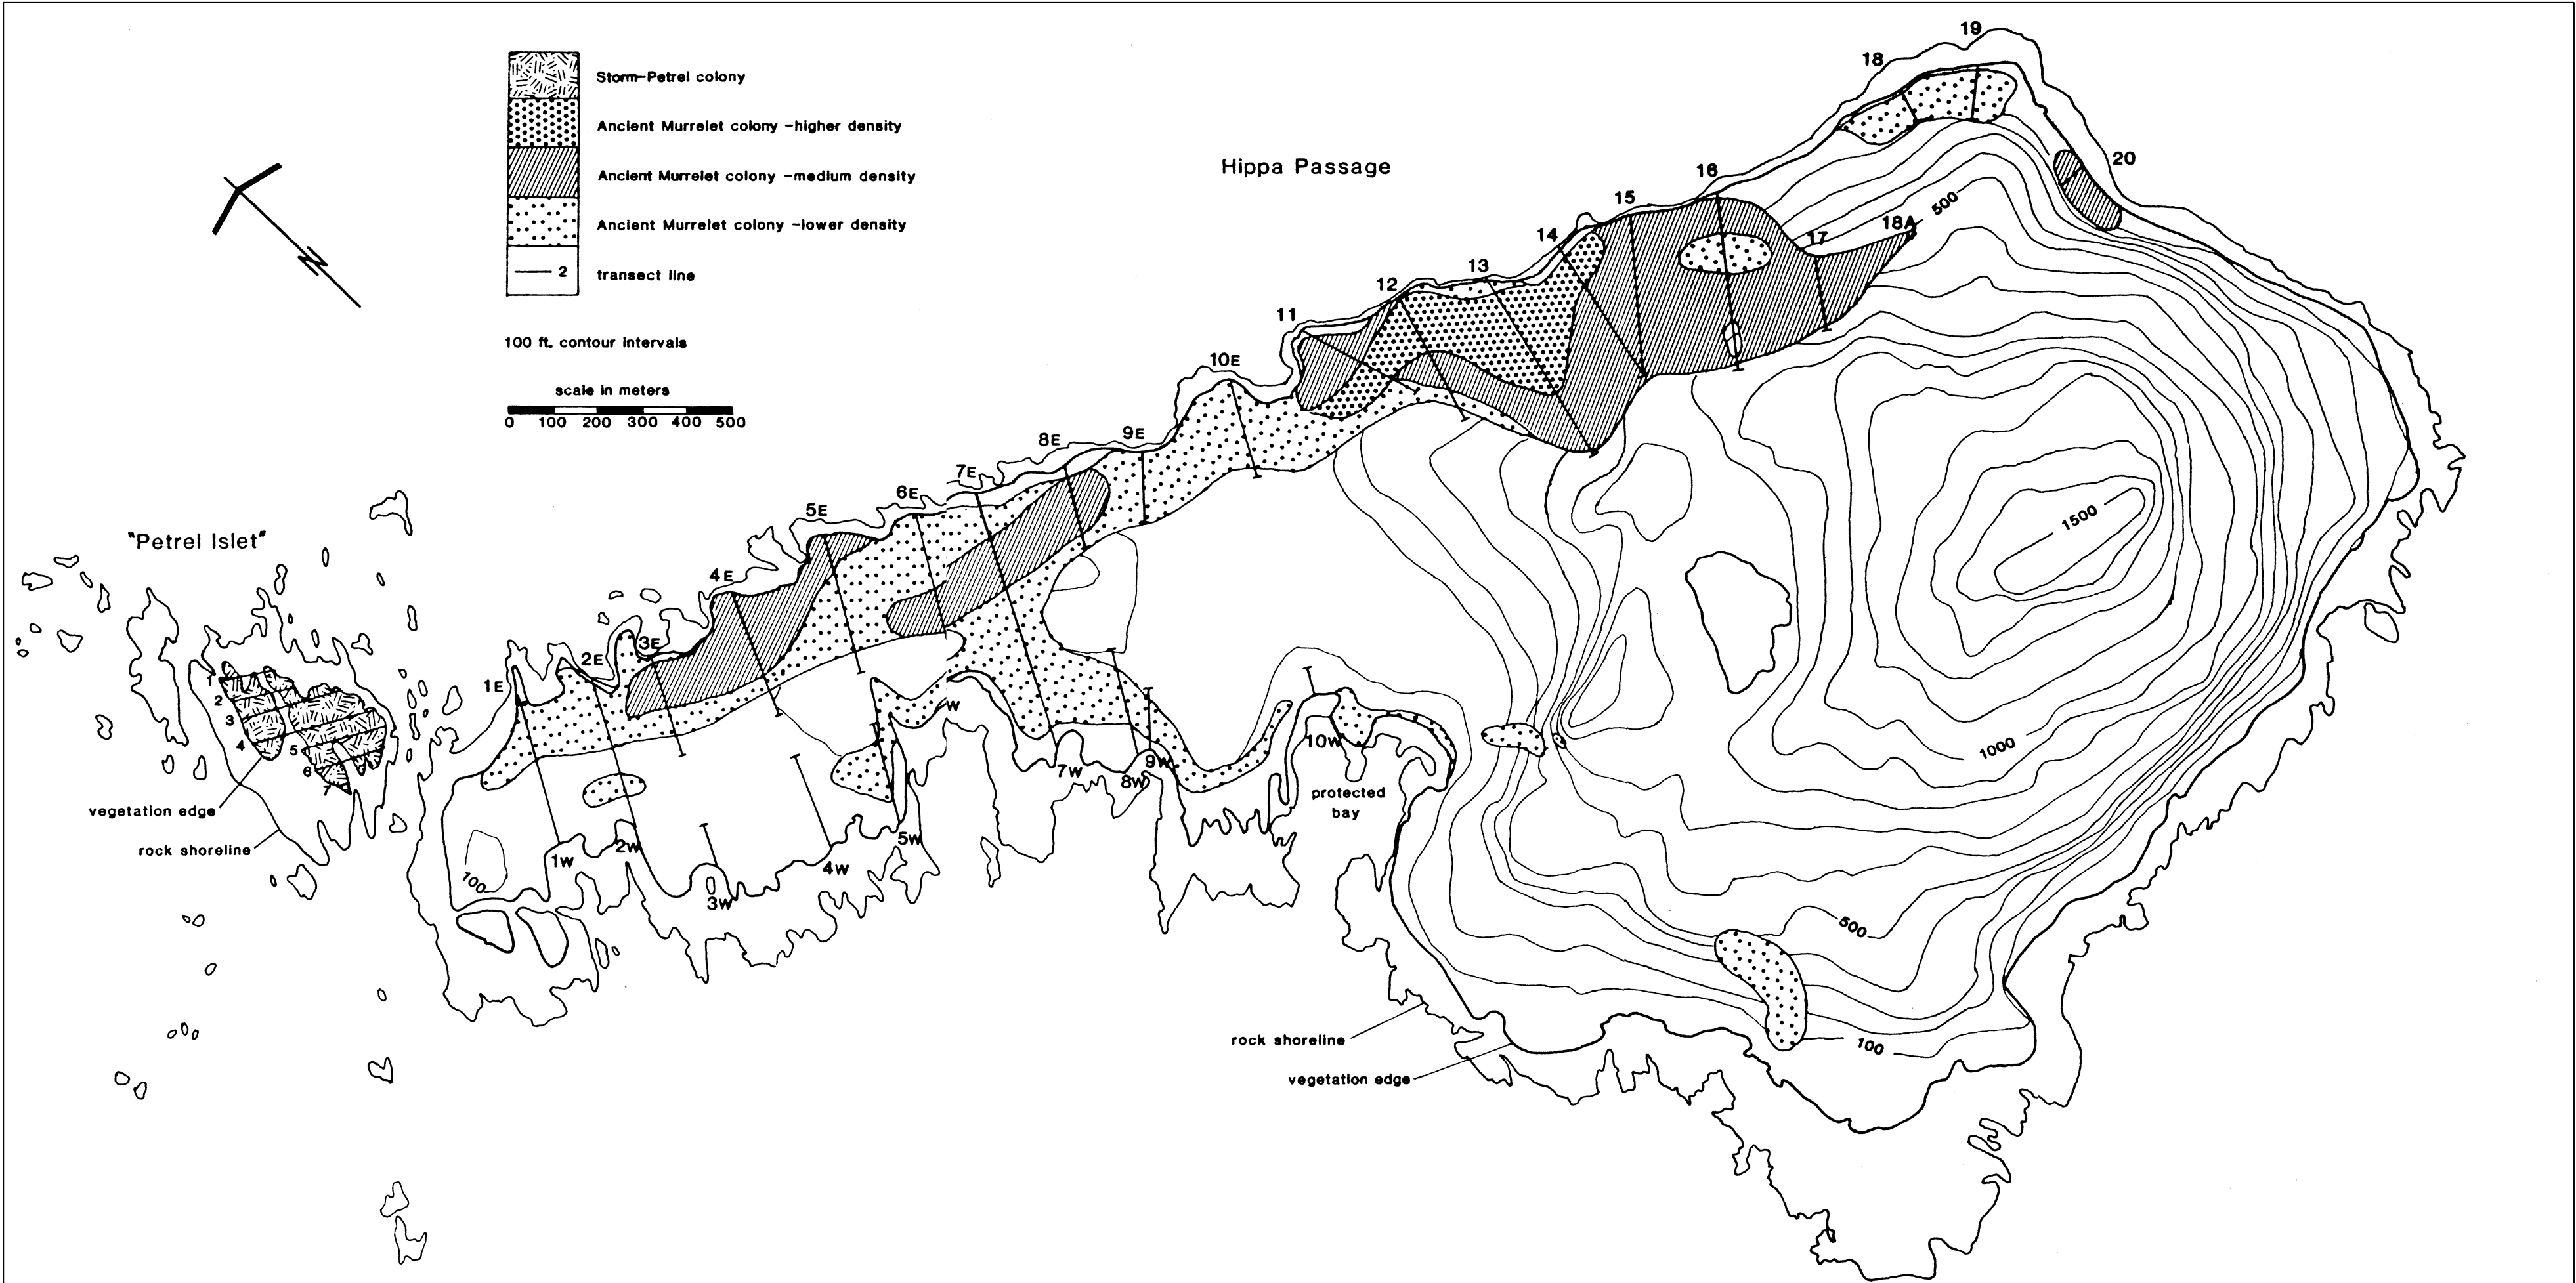 Storm-Petrel colony
Ancient Murrelet colony -higher density
Ancient Murrelet colony -medium density
Ancient Murrelet colony -lower density
2 transect line
100 ft. contour intervals
scale in meters
0 100 200 300 400 500
N
Hippa Passage
"Petrel Islet"
1
2
3
4
5
6
7
vegetation edge
rock shoreline
1E
2E
3E
4E
5E
6E
7E
8E
9E
10E
11
12
13
14
15
16
17
18A
18
19
20
500
1500
1000
500
100
100
1W
2W
3W
4W
5W
W
7W
8W
9W
10W
protected
bay
rock shoreline
vegetation edge